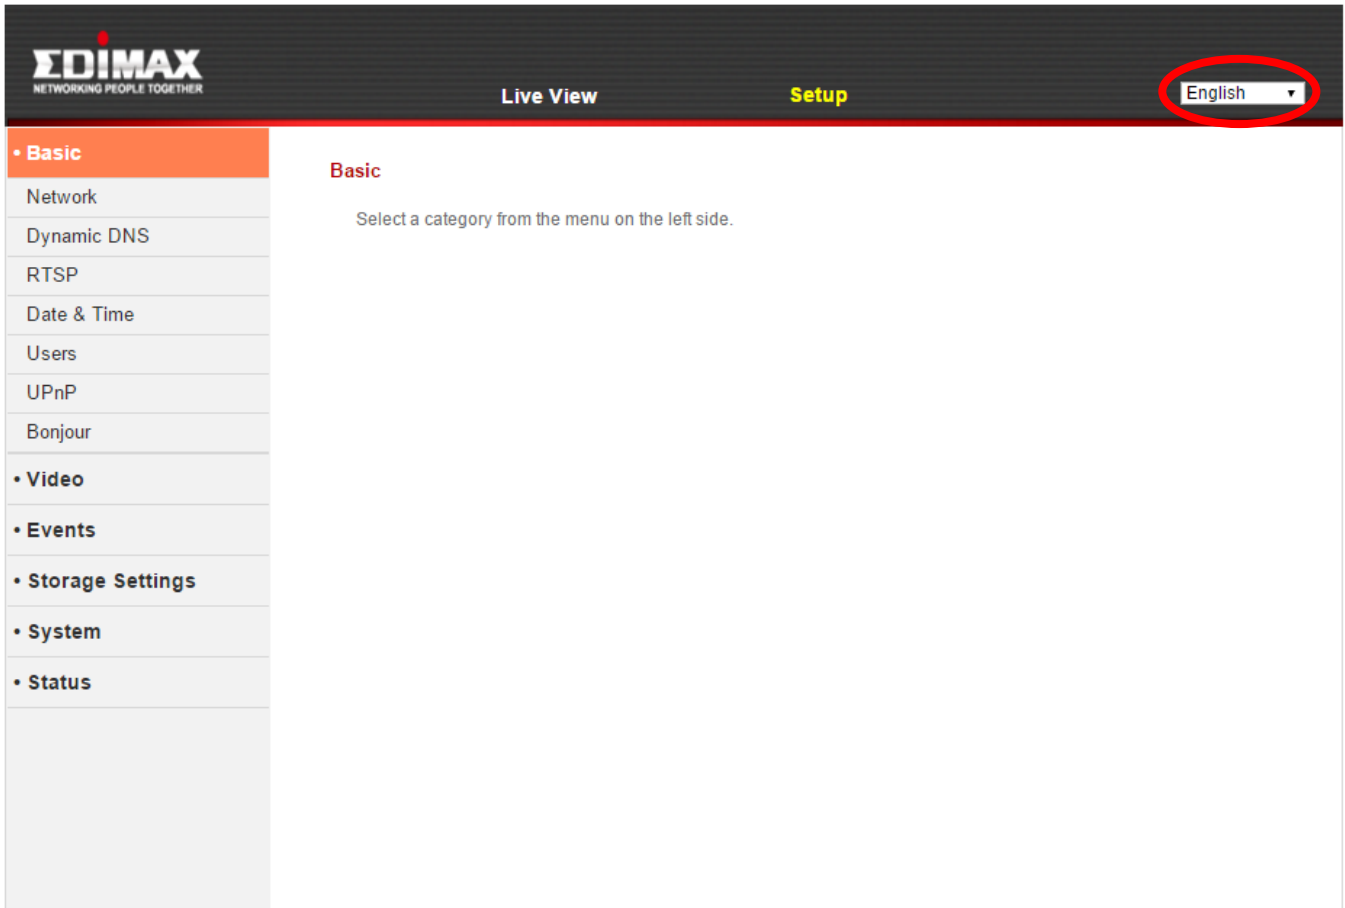 EDIMAX
NETWORKING PEOPLE TOGETHER
Live View
Setup
English
• Basic
Network
Dynamic DNS
RTSP
Date & Time
Users
UPnP
Bonjour
• Video
• Events
• Storage Settings
• System
• Status
Basic
Select a category from the menu on the left side.